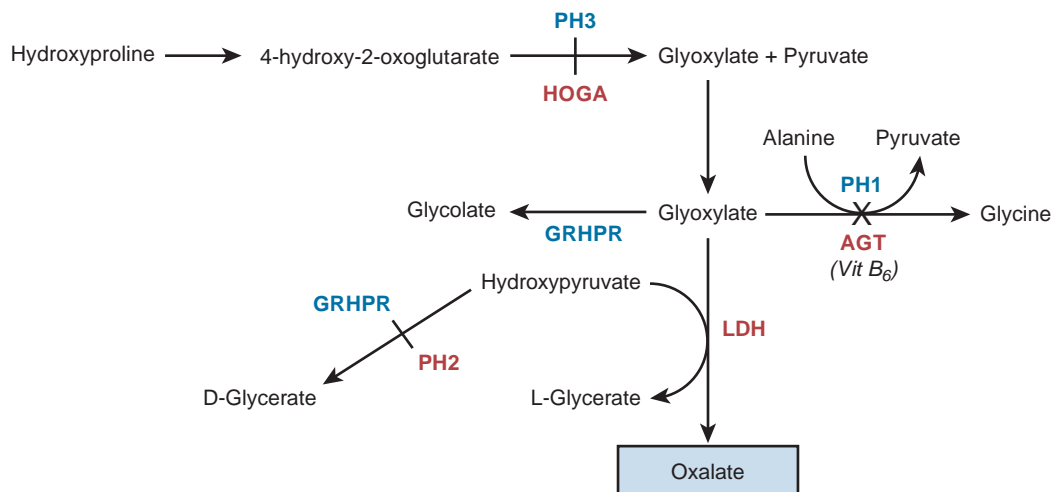 PH3
Hydroxyproline
4-hydroxy-2-oxoglutarate
Glyoxylate + Pyruvate
HOGA
Alanine
Pyruvate
PH1
Glycolate
Glyoxylate
Glycine
GRHPR
AGT
(Vit B6)
Hydroxypyruvate
GRHPR
LDH
PH2
D-Glycerate
L-Glycerate
Oxalate